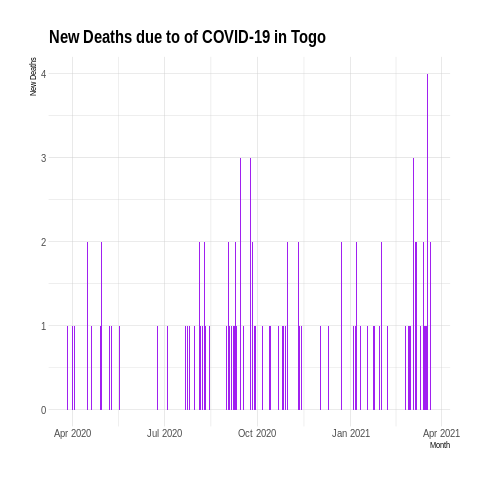 New Deaths due to of COVID-19 in Togo
New Deaths
4
3
2
1
0
Apr 2020 Jul 2020 Oct 2020 Jan 2021 Apr 2021
Month